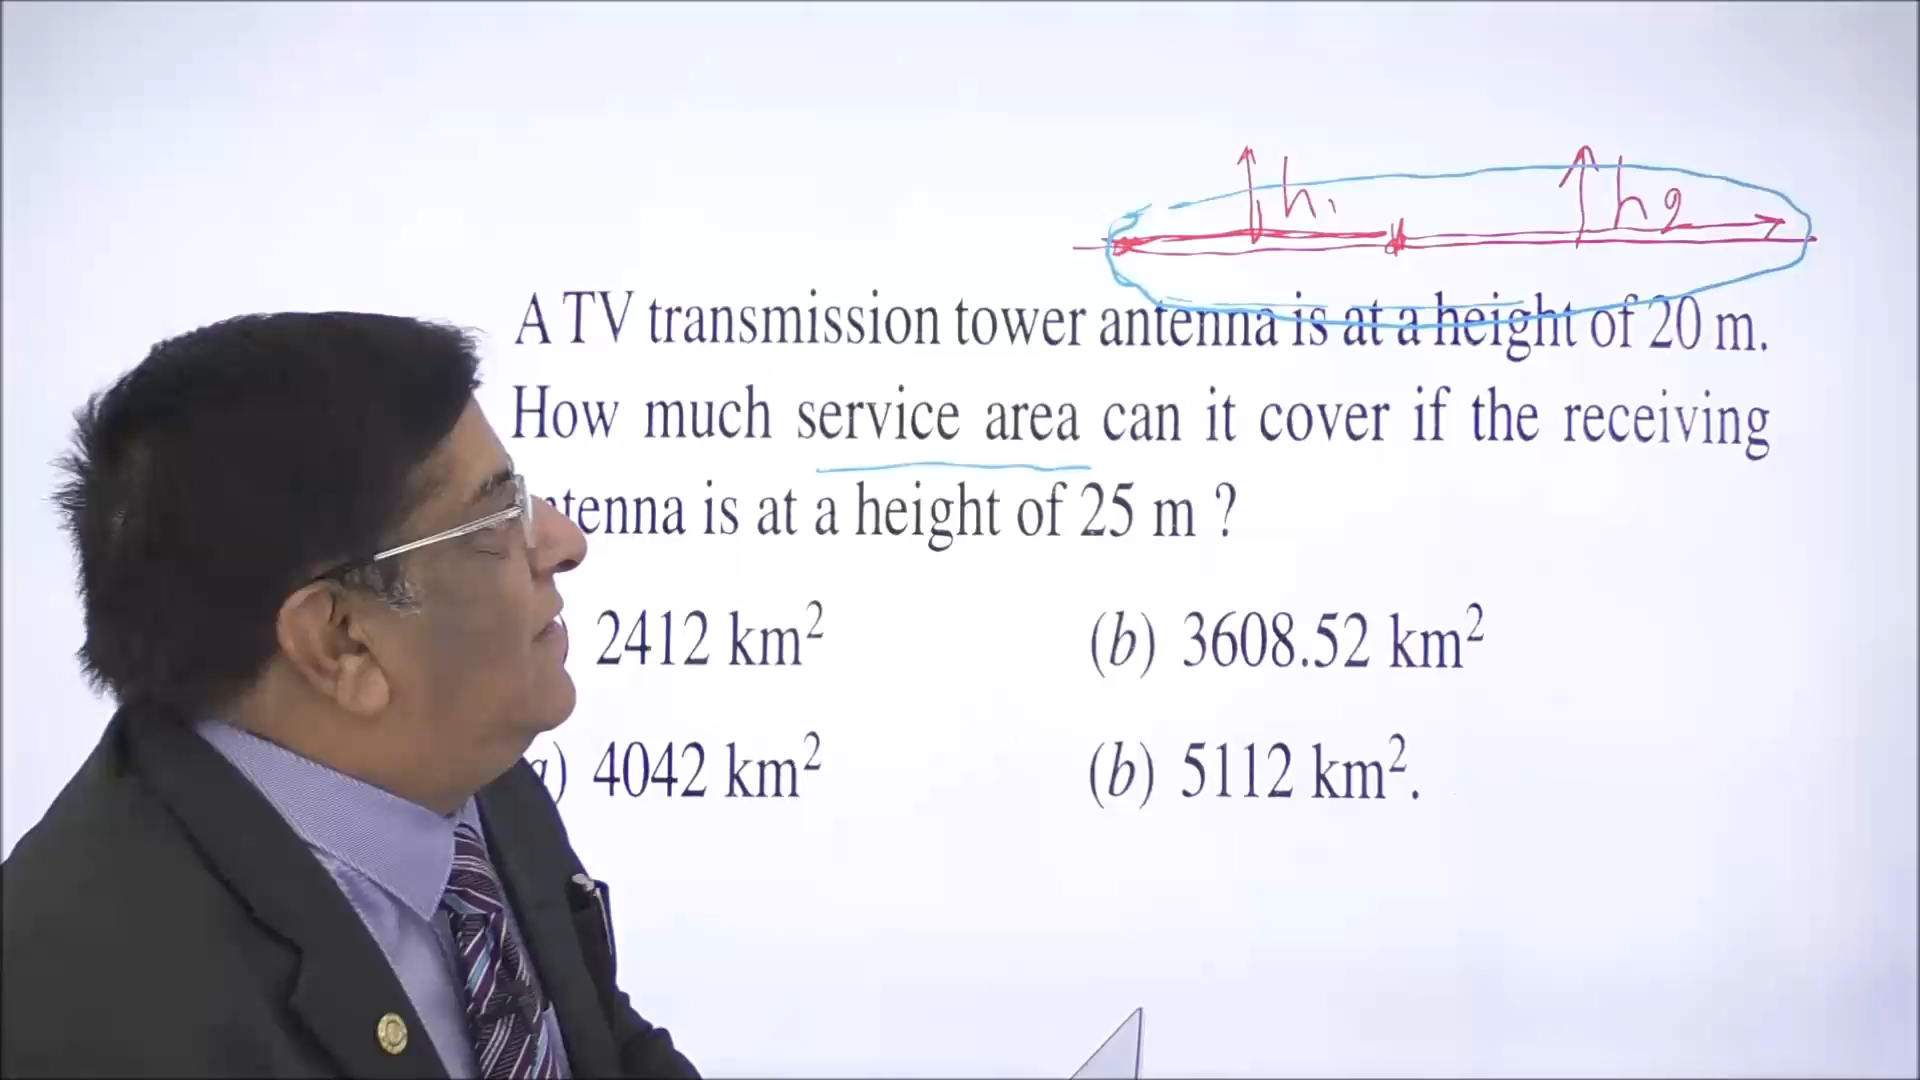 h₁ h2
A TV transmission tower antenna is at a height of 20 m.
How much service area can it cover if the receiving
is at a height of 25 m ?
2412 km² (b) 3608.52 km²
4042 km² (b) 5112 km².